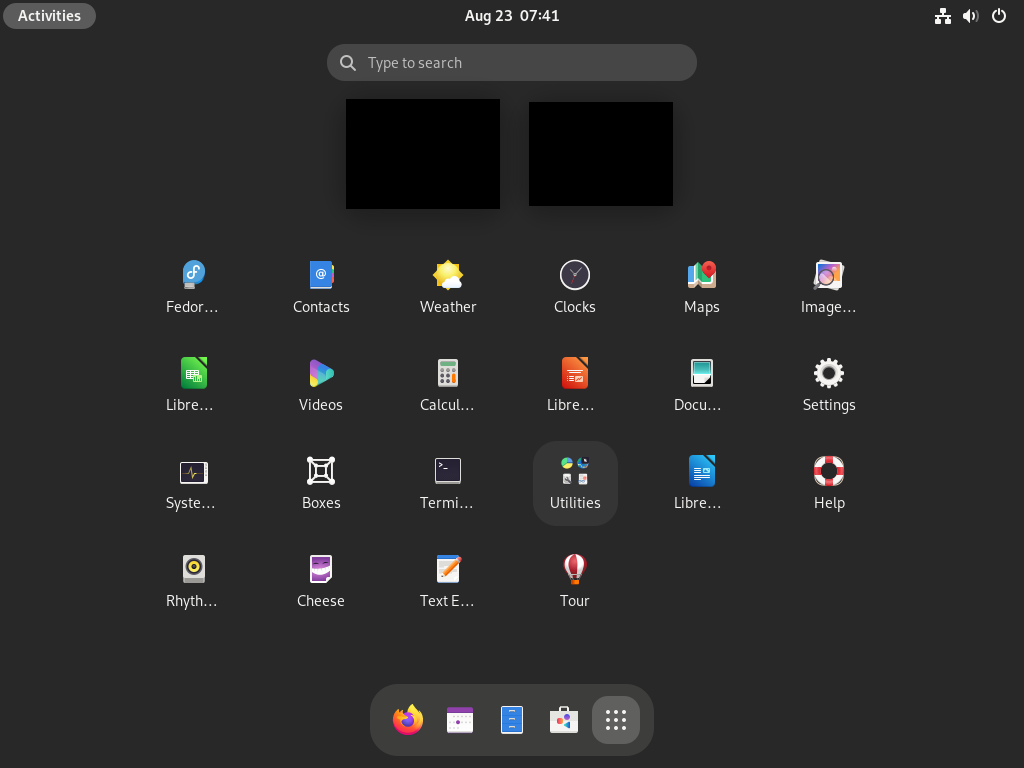 Activities
Aug 23 07:41
Type to search
Fedor...
Contacts
Weather
Clocks
Maps
Image...
Libre...
Videos
Calcul...
Libre...
Docu...
Settings
Syste...
Boxes
Termi...
Utilities
Libre...
Help
Rhyth...
Cheese
Text E...
Tour